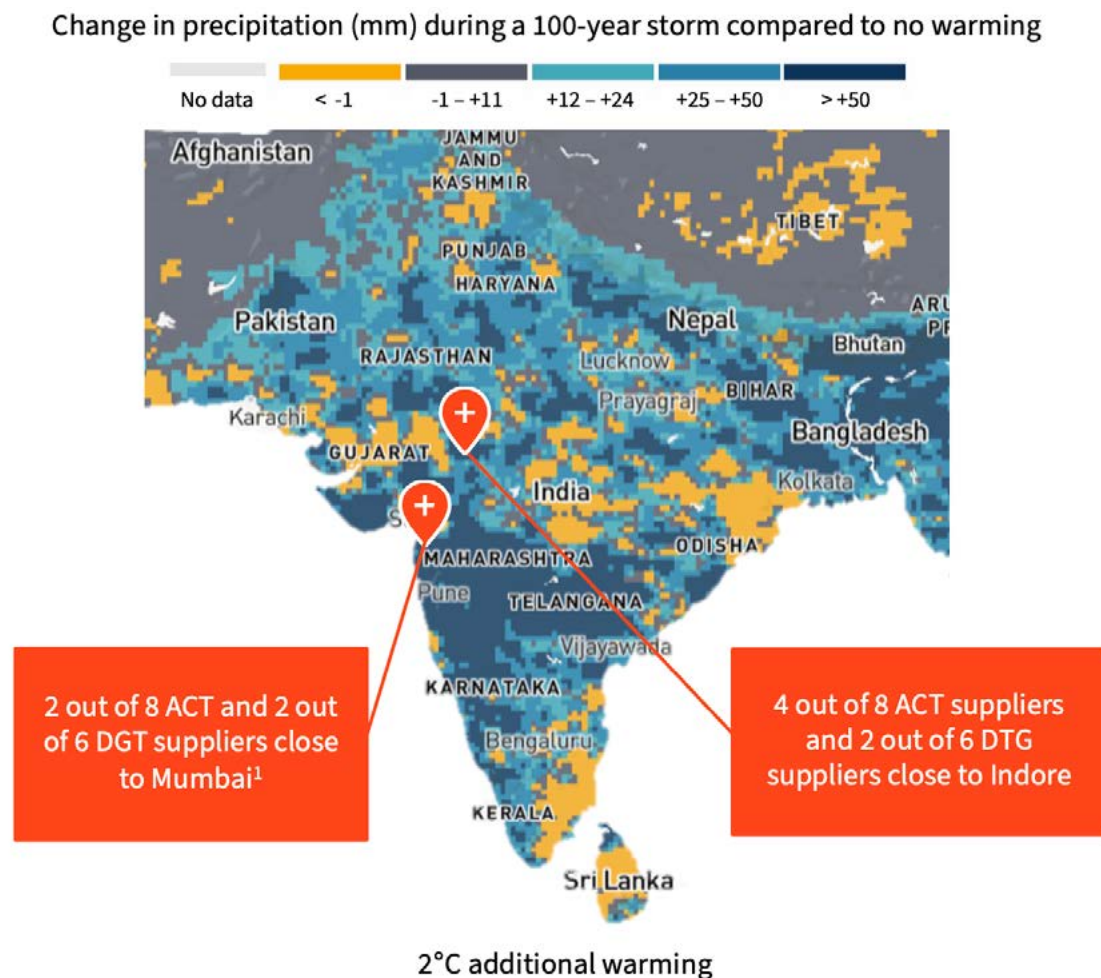 Change in precipitation (mm) during a 100-year storm compared to no warming
No data
< -1
-1 – +11
+12 – +24
+25 – +50
> +50
Afghanistan
JAMMU
AND
KASHMIR
TIBET
PUNJAB
HARYANA
ARU
PR
Pakistan
Nepal
Bhutan
RAJASTHAN
Lucknow
BIHAR
Prayagraj
Karachi
Bangladesh
GUJARAT
Kolkata
India
S
ODISHA
MAHARASHTRA
Pune
TELANGANA
Vijayawada
KARNATAKA
Bengaluru
KERALA
Sri Lanka
2 out of 8 ACT and 2 out
of 6 DGT suppliers close
to Mumbai¹
4 out of 8 ACT suppliers
and 2 out of 6 DTG
suppliers close to Indore
2°C additional warming